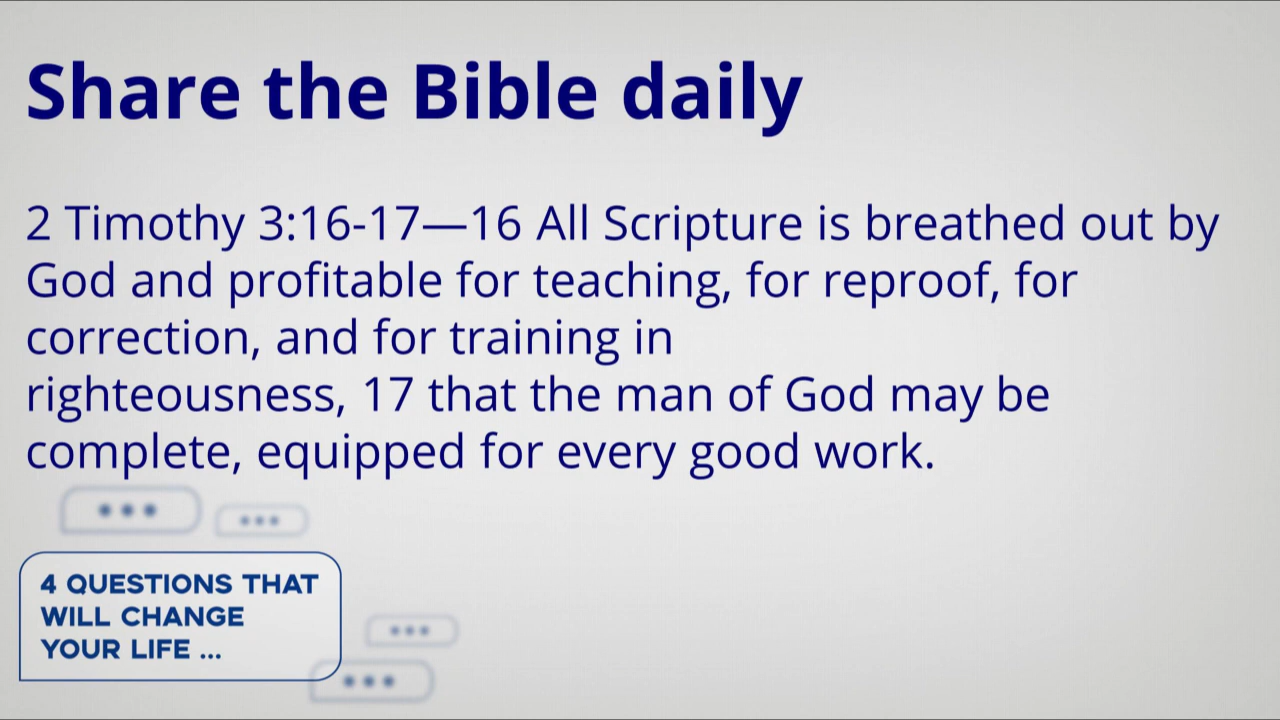 Share the Bible daily
2 Timothy 3:16-17—16 All Scripture is breathed out by
God and profitable for teaching, for reproof, for
correction, and for training in
righteousness, 17 that the man of God may be
complete, equipped for every good work.
4 QUESTIONS THAT
WILL CHANGE
YOUR LIFE ...